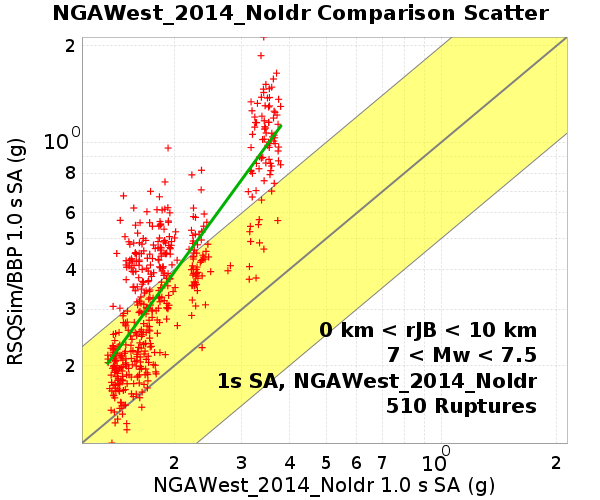 NGAWest_2014_NoIdr Comparison Scatter
2
10^0
8
6
5
4
3
2
RSQSim/BBP 1.0 s SA (g)
0 km < rJB < 10 km
7 < Mw < 7.5
1s SA, NGAWest_2014_NoIdr
510 Ruptures
2 3 4 5 6 7 10^0 2
NGAWest_2014_NoIdr 1.0 s SA (g)